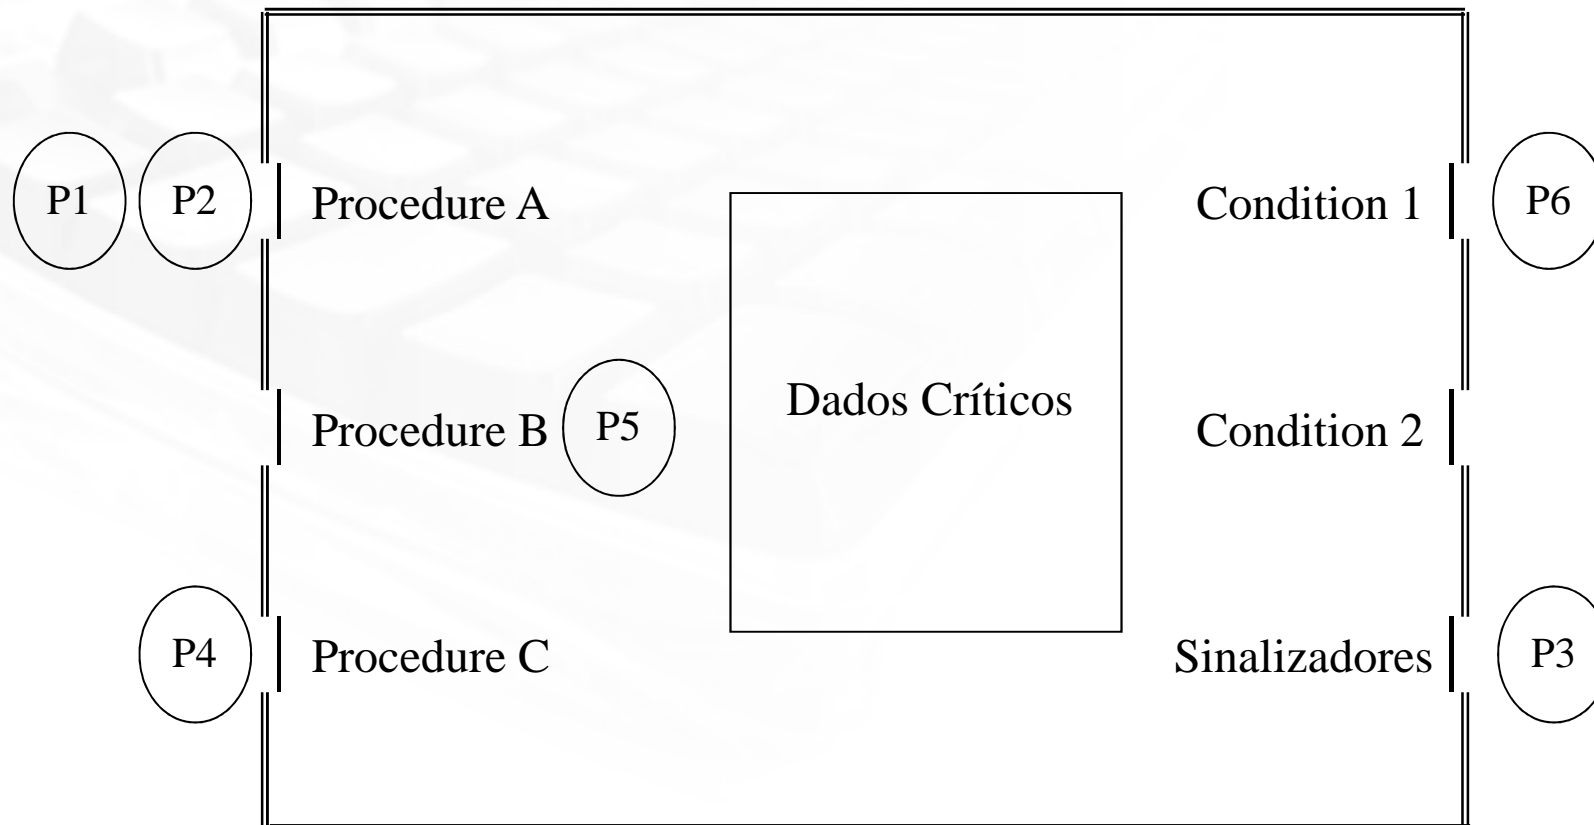 P1 P2 Procedure A Condition 1 P6
Dados Críticos
Procedure B P5 Condition 2
P4 Procedure C Sinalizadores P3